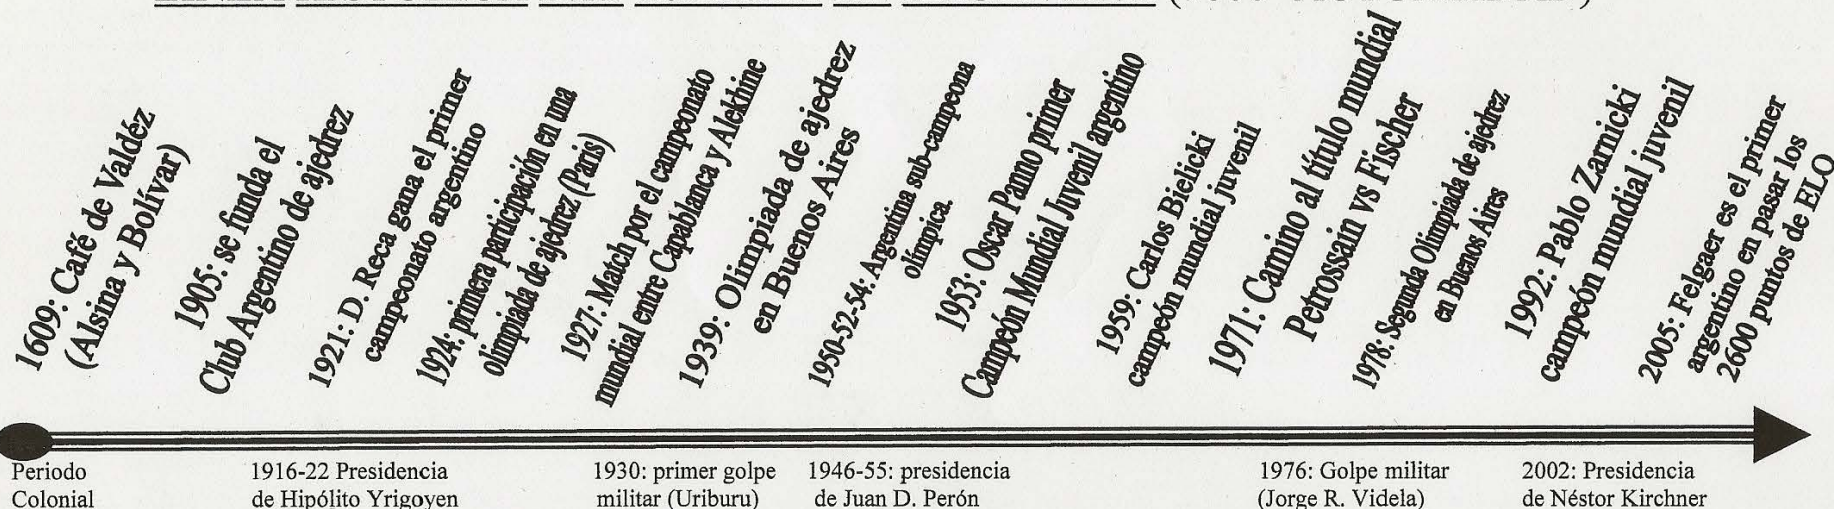 1609: Café de Valdéz
(Alsina y Bolívar)
1905: se funda el
Club Argentino de ajedrez
1921: D. Reca gana el primer
campeonato argentino
1924: primera participación en una
olimpiada de ajedrez (Paris)
1927: Match por el campeonato
mundial entre Capablanca y Alekhine
1939: Olimpiada de ajedrez
en Buenos Aires
1950-52-54: Argentina sub-campeona
olímpica.
1953: Oscar Panno primer
Campeón Mundial Juvenil argentino
1959: Carlos Bielicki
campeón mundial juvenil
1971: Camino al título mundial
Petrossain vs Fischer
1978: Segunda Olimpiada de ajedrez
en Buenos Aires
1992: Pablo Zarnicki
campeón mundial juvenil
2005: Felgaer es el primer
argentino en pasar los
2600 puntos de ELO
Periodo
Colonial
1916-22 Presidencia
de Hipólito Yrigoyen
1930: primer golpe
militar (Uriburu)
1946-55: presidencia
de Juan D. Perón
1976: Golpe militar
(Jorge R. Videla)
2002: Presidencia
de Néstor Kirchner